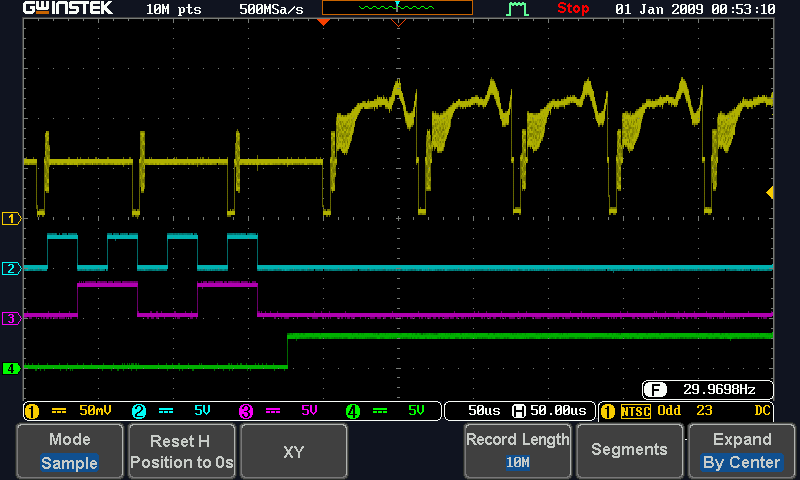 GWINSTEK 10M pts 500MSa/s Stop 01 Jan 2009 00:53:10
1
2
3
4
F 29.9698Hz
1 50mV 2 5V 3 5V 4 5V 50us H 50.00us 1 NTSC Odd 23 DC
Mode
Sample
Reset H
Position to 0s
XY
Record Length
10M
Segments
Expand
By Center